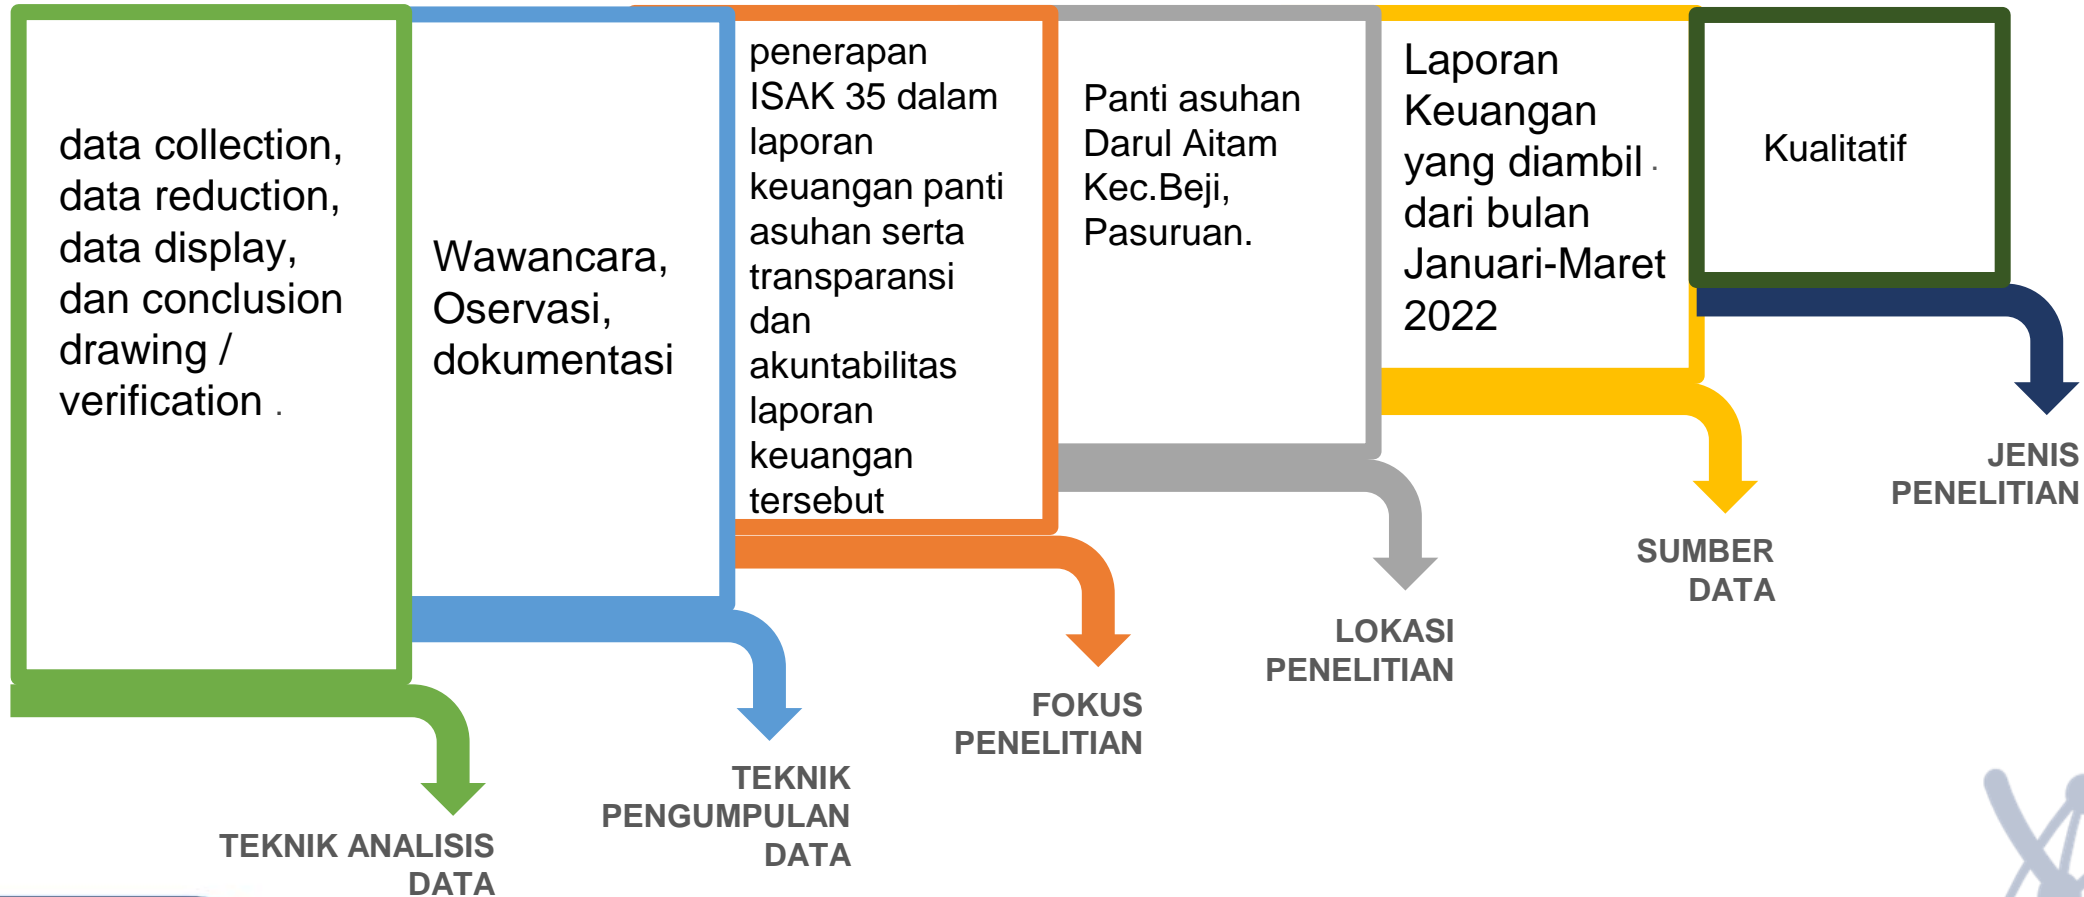 data collection,
data reduction,
data display,
dan conclusion
drawing /
verification .
TEKNIK ANALISIS
DATA
Wawancara,
Oservasi,
dokumentasi
TEKNIK
PENGUMPULAN
DATA
penerapan
ISAK 35 dalam
laporan
keuangan panti
asuhan serta
transparansi
dan
akuntabilitas
laporan
keuangan
tersebut
FOKUS
PENELITIAN
Panti asuhan
Darul Aitam
Kec.Beji,
Pasuruan.
LOKASI
PENELITIAN
Laporan
Keuangan
yang diambil .
dari bulan
Januari-Maret
2022
SUMBER
DATA
Kualitatif
JENIS
PENELITIAN